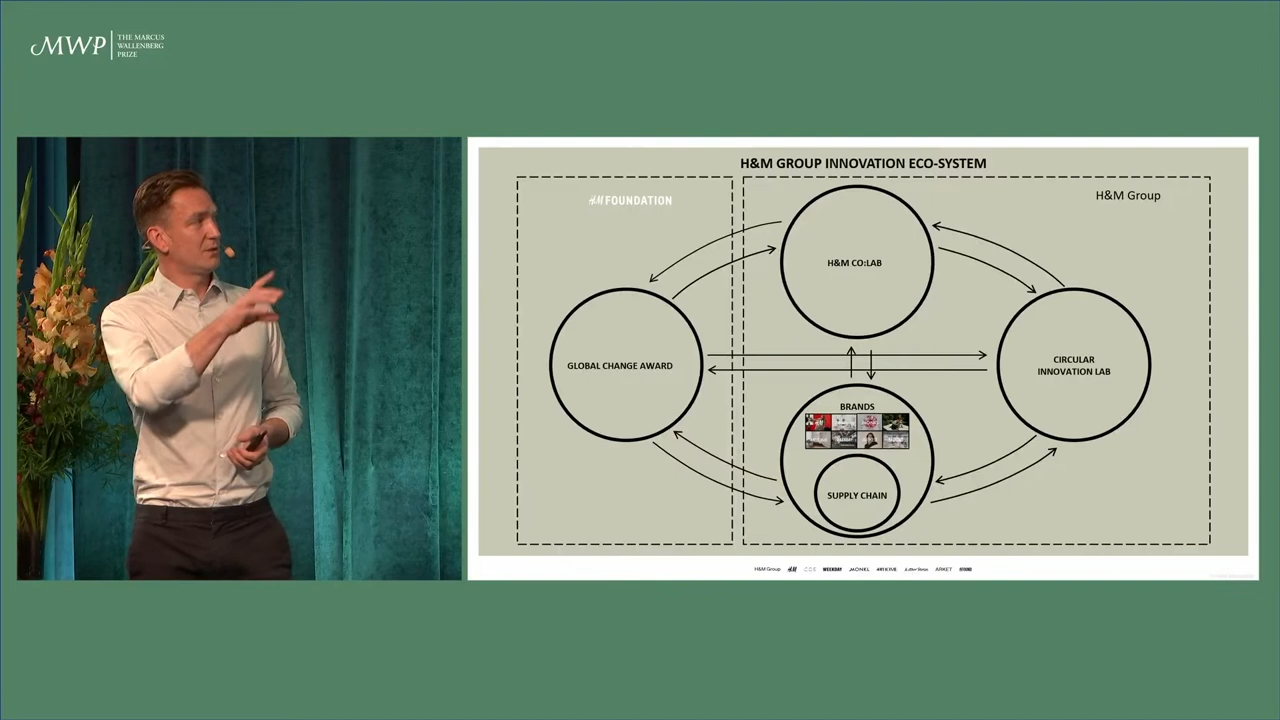 MWP
THE MARCUS
WALLENBERG
PRIZE
H&M GROUP INNOVATION ECO-SYSTEM
H&M FOUNDATION
H&M Group
H&M CO:LAB
GLOBAL CHANGE AWARD
CIRCULAR
INNOVATION LAB
BRANDS
SUPPLY CHAIN
H&M Group H&M COS WEEKDAY MONKI & Other Stories ARKET